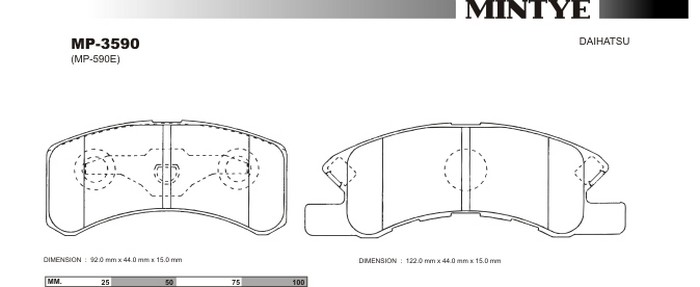 MINTYE
MP-3590
DAIHATSU
(MP-590E)
DIMENSION : 92.0 mm x 44.0 mm x 15.0 mm
DIMENSION : 122.0 mm x 44.0 mm x 15.0 mm
MM. 25 50 75 100